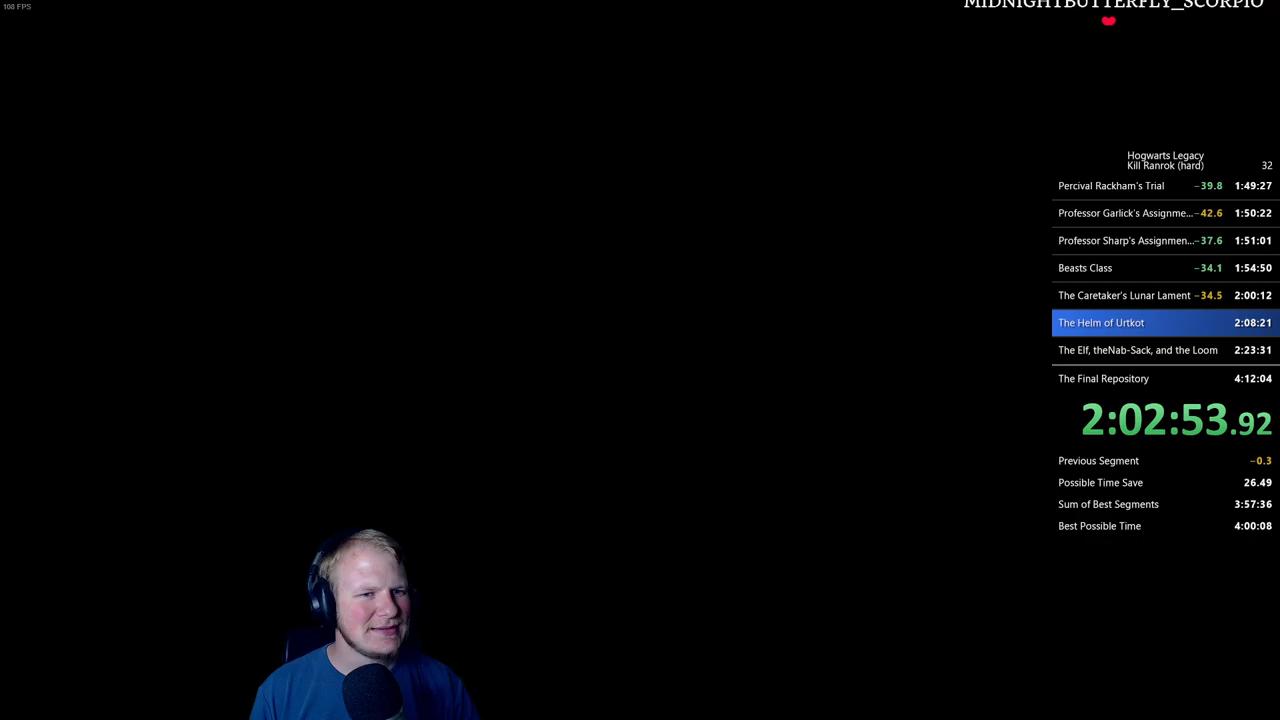 108 FPS
MIDNIGHTBUTTERFLY_SCORPIO
Hogwarts Legacy
Kill Ranrok (hard) 32
Percival Rackham's Trial -39.8 1:49:27
Professor Garlick's Assignme... -42.6 1:50:22
Professor Sharp's Assignmen... -37.6 1:51:01
Beasts Class -34.1 1:54:50
The Caretaker's Lunar Lament -34.5 2:00:12
The Helm of Urtkot 2:08:21
The Elf, theNab-Sack, and the Loom 2:23:31
The Final Repository 4:12:04
2:02:53.92
Previous Segment -0.3
Possible Time Save 26.49
Sum of Best Segments 3:57:36
Best Possible Time 4:00:08